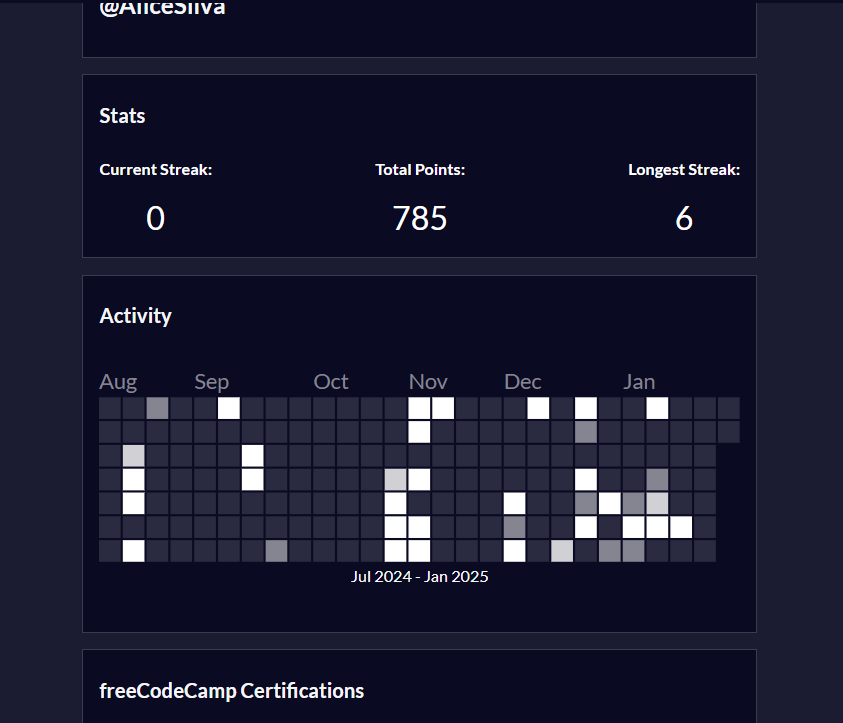 @AliceSilva
Stats
Current Streak: Total Points: Longest Streak:
0 785 6
Activity
Aug Sep Oct Nov Dec Jan
Jul 2024 - Jan 2025
freeCodeCamp Certifications